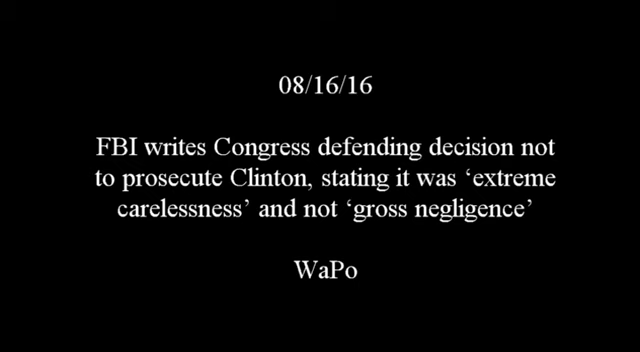 08/16/16
FBI writes Congress defending decision not
to prosecute Clinton, stating it was ‘extreme
carelessness’ and not ‘gross negligence’
WaPo